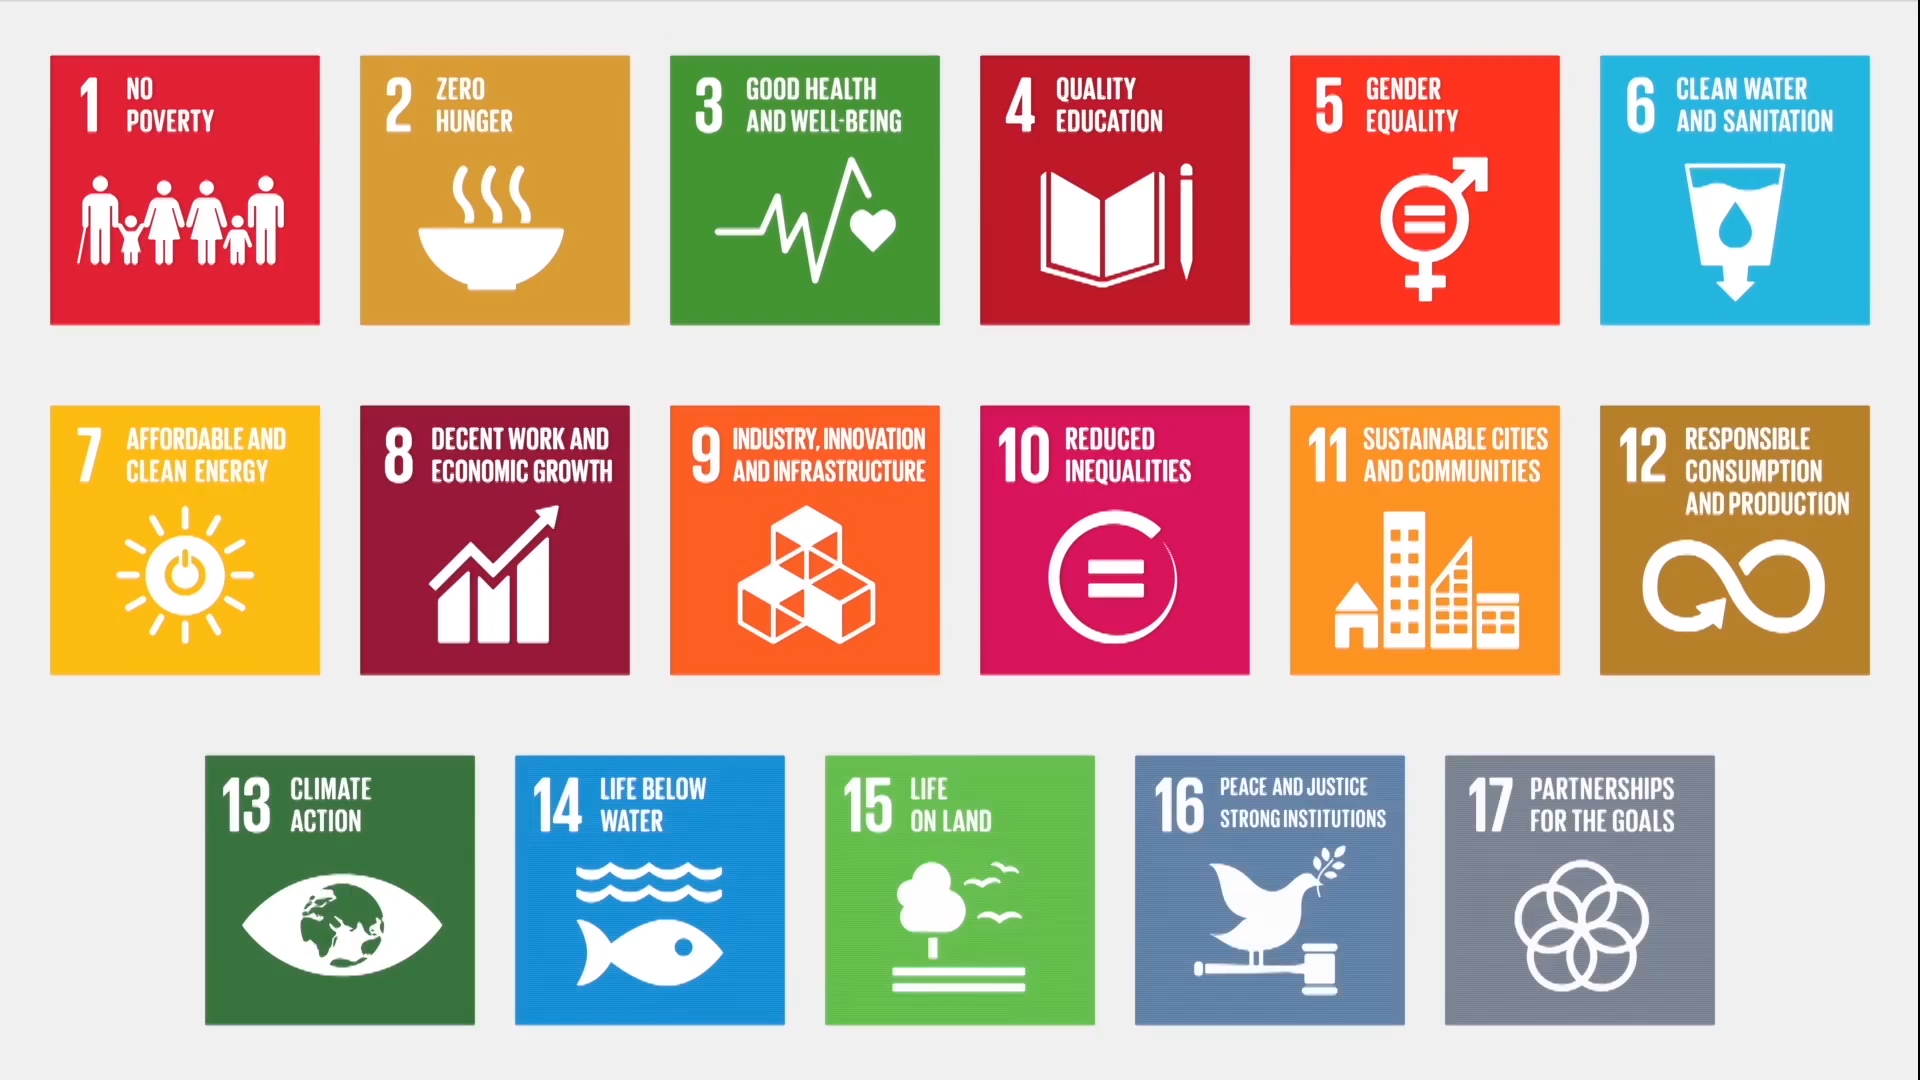 1 NO
POVERTY
2 ZERO
HUNGER
3 GOOD HEALTH
AND WELL-BEING
4 QUALITY
EDUCATION
5 GENDER
EQUALITY
6 CLEAN WATER
AND SANITATION
7 AFFORDABLE AND
CLEAN ENERGY
8 DECENT WORK AND
ECONOMIC GROWTH
9 INDUSTRY, INNOVATION
AND INFRASTRUCTURE
10 REDUCED
INEQUALITIES
11 SUSTAINABLE CITIES
AND COMMUNITIES
12 RESPONSIBLE
CONSUMPTION
AND PRODUCTION
13 CLIMATE
ACTION
14 LIFE BELOW
WATER
15 LIFE
ON LAND
16 PEACE AND JUSTICE
STRONG INSTITUTIONS
17 PARTNERSHIPS
FOR THE GOALS